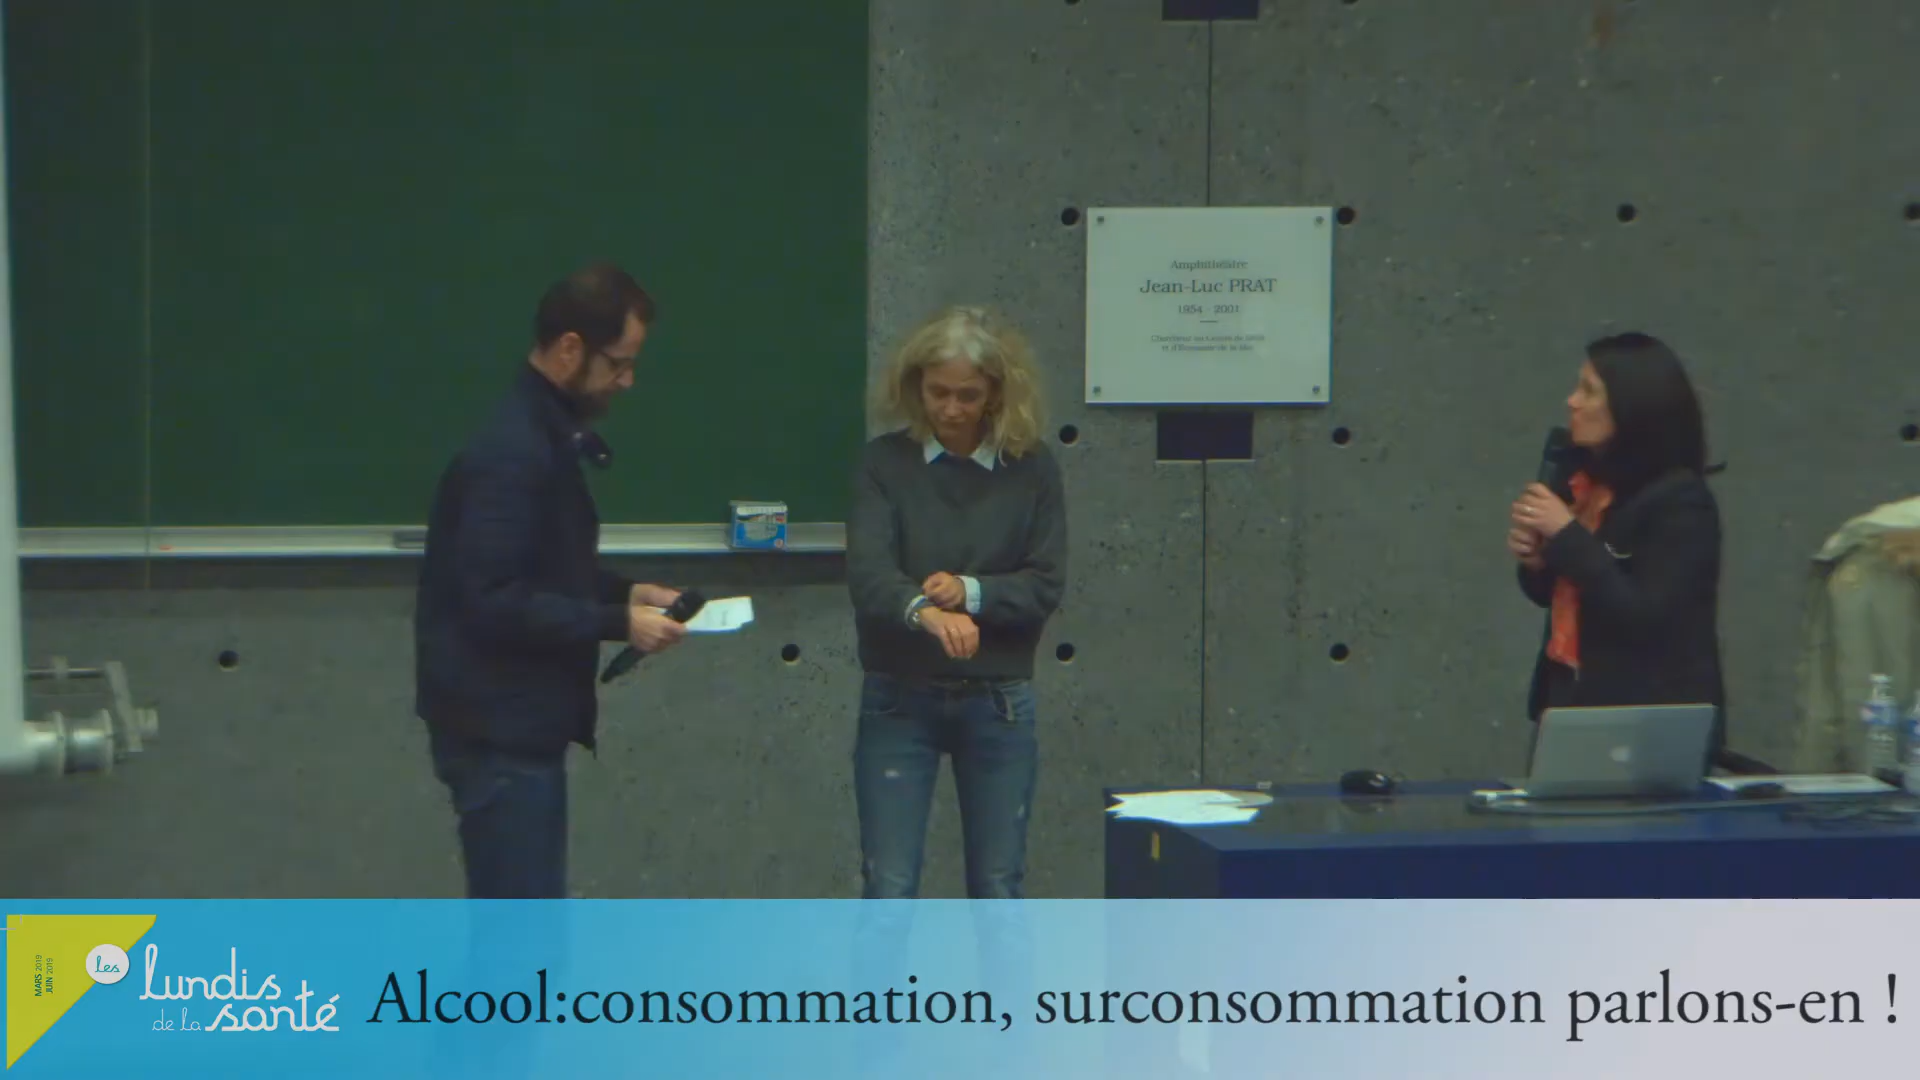 Amphithéâtre
Jean-Luc PRAT
1954 - 2001
MARS 2019
JUIN 2019
les
lundis
de la santé
Alcool:consommation, surconsommation parlons-en !